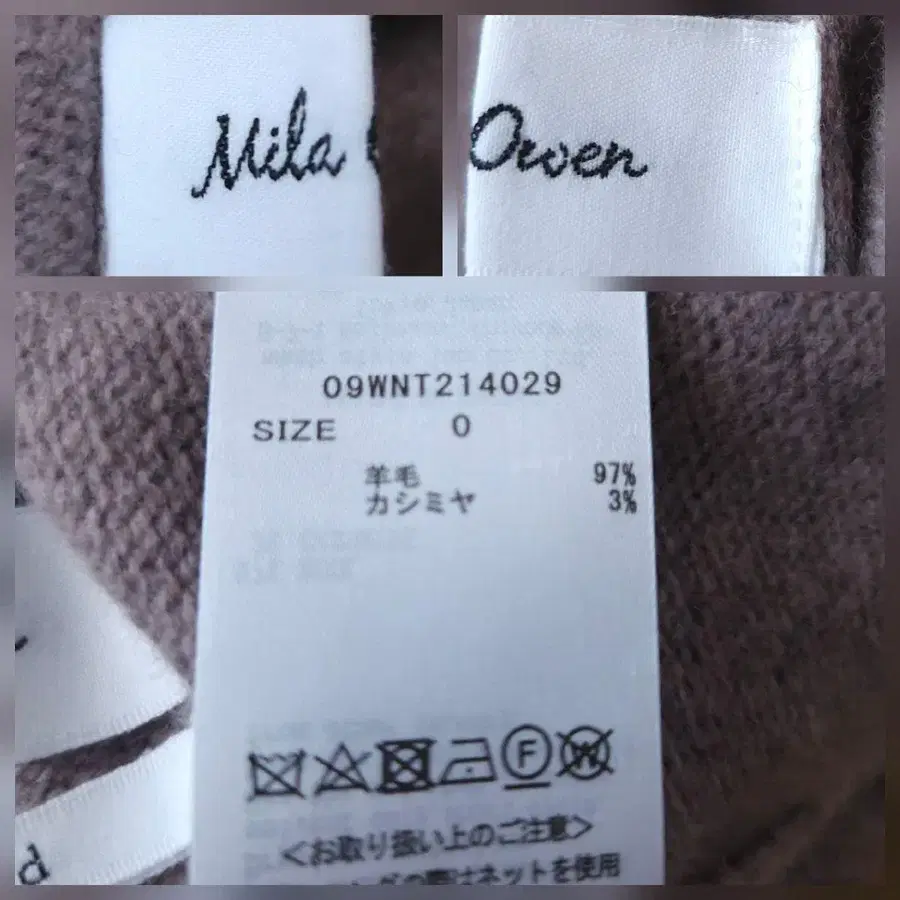 Mila
Owen
09WNT214029
SIZE 0
羊毛 97%
カシミヤ 3%
F
W
<お取り扱い上のご注意>
はネットを使用
d